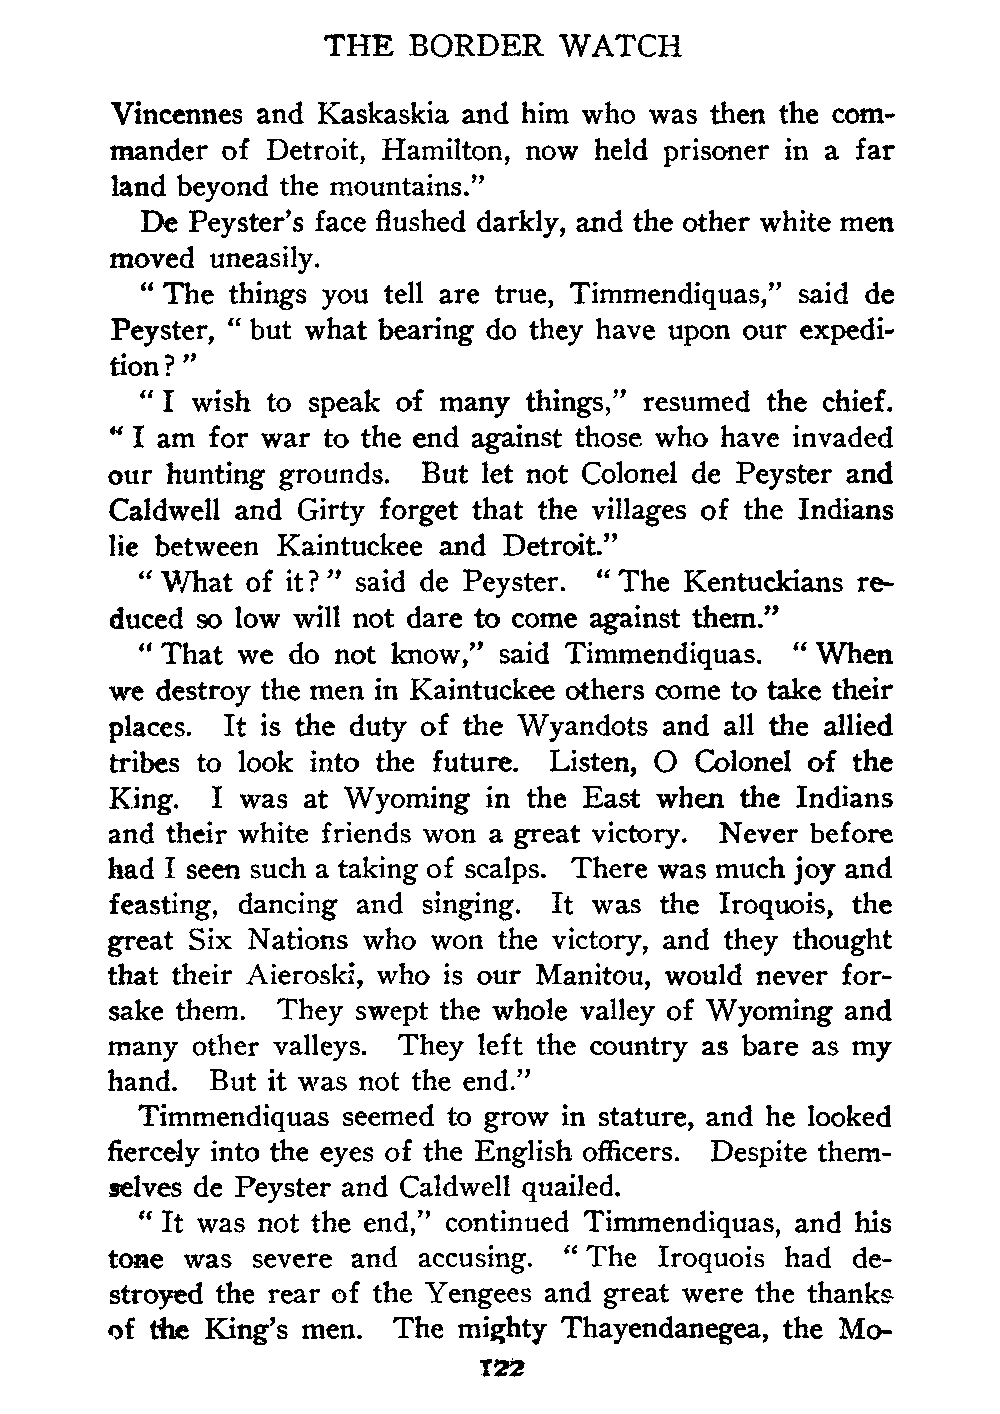 THE BORDER WATCH
Vincennes and Kaskaskia and him who was then the com-
mander of Detroit, Hamilton, now held prisoner in a far
land beyond the mountains.”
De Peyster’s face flushed darkly, and the other white men
moved uneasily.
“ The things you tell are true, Timmendiquas,” said de
Peyster, “ but what bearing do they have upon our expedi-
tion ? ”
“ I wish to speak of many things,” resumed the chief.
“ I am for war to the end against those who have invaded
our hunting grounds. But let not Colonel de Peyster and
Caldwell and Girty forget that the villages of the Indians
lie between Kaintuckee and Detroit.”
“ What of it ? ” said de Peyster. “ The Kentuckians re-
duced so low will not dare to come against them.”
“ That we do not know,” said Timmendiquas. “ When
we destroy the men in Kaintuckee others come to take their
places. It is the duty of the Wyandots and all the allied
tribes to look into the future. Listen, O Colonel of the
King. I was at Wyoming in the East when the Indians
and their white friends won a great victory. Never before
had I seen such a taking of scalps. There was much joy and
feasting, dancing and singing. It was the Iroquois, the
great Six Nations who won the victory, and they thought
that their Aieroski, who is our Manitou, would never for-
sake them. They swept the whole valley of Wyoming and
many other valleys. They left the country as bare as my
hand. But it was not the end.”
Timmendiquas seemed to grow in stature, and he looked
fiercely into the eyes of the English officers. Despite them-
selves de Peyster and Caldwell quailed.
“ It was not the end,” continued Timmendiquas, and his
tone was severe and accusing. “ The Iroquois had de-
stroyed the rear of the Yengees and great were the thanks
of the King’s men. The mighty Thayendanegea, the Mo-
122